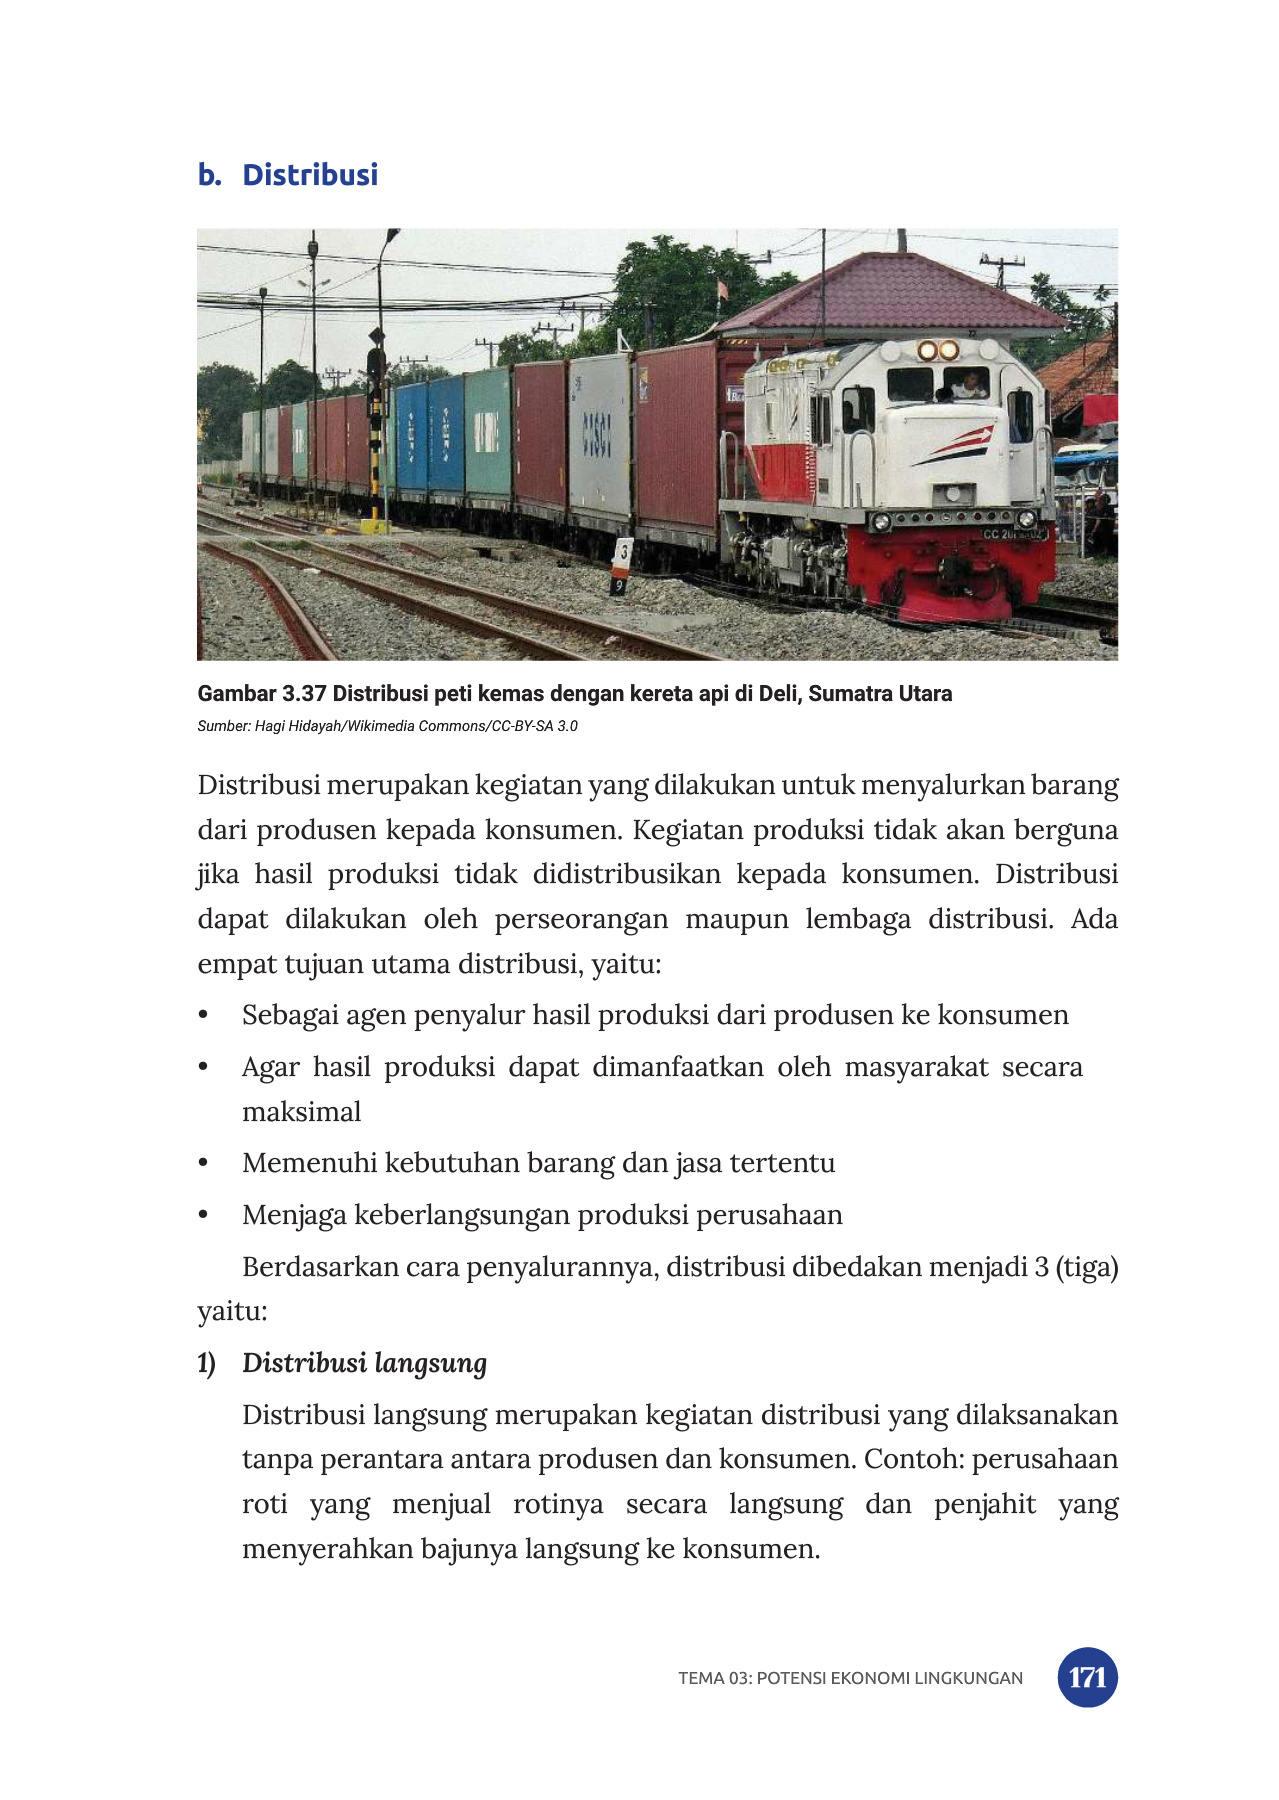 b. Distribusi
3
9
Gambar 3.37 Distribusi peti kemas dengan kereta api di Deli, Sumatra Utara
Sumber: Hagi Hidayah/Wikimedia Commons/CC-BY-SA 3.0
Distribusi merupakan kegiatan yang dilakukan untuk menyalurkan barang
dari produsen kepada konsumen. Kegiatan produksi tidak akan berguna
jika hasil produksi tidak didistribusikan kepada konsumen. Distribusi
dapat dilakukan oleh perseorangan maupun lembaga distribusi. Ada
empat tujuan utama distribusi, yaitu:
• Sebagai agen penyalur hasil produksi dari produsen ke konsumen
• Agar hasil produksi dapat dimanfaatkan oleh masyarakat secara
maksimal
• Memenuhi kebutuhan barang dan jasa tertentu
• Menjaga keberlangsungan produksi perusahaan
Berdasarkan cara penyalurannya, distribusi dibedakan menjadi 3 (tiga)
yaitu:
1) Distribusi langsung
Distribusi langsung merupakan kegiatan distribusi yang dilaksanakan
tanpa perantara antara produsen dan konsumen. Contoh: perusahaan
roti yang menjual rotinya secara langsung dan penjahit yang
menyerahkan bajunya langsung ke konsumen.
TEMA 03: POTENSI EKONOMI LINGKUNGAN 171